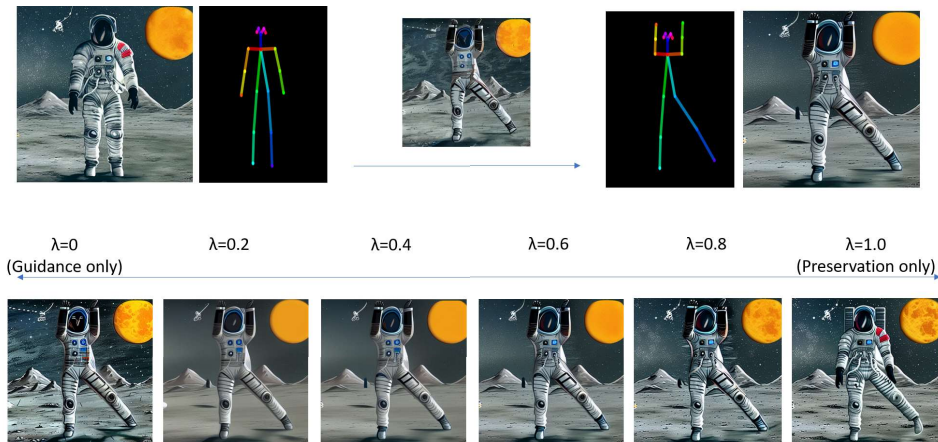 λ=0
(Guidance only)
λ=0.2
λ=0.4
λ=0.6
λ=0.8
λ=1.0
(Preservation only)